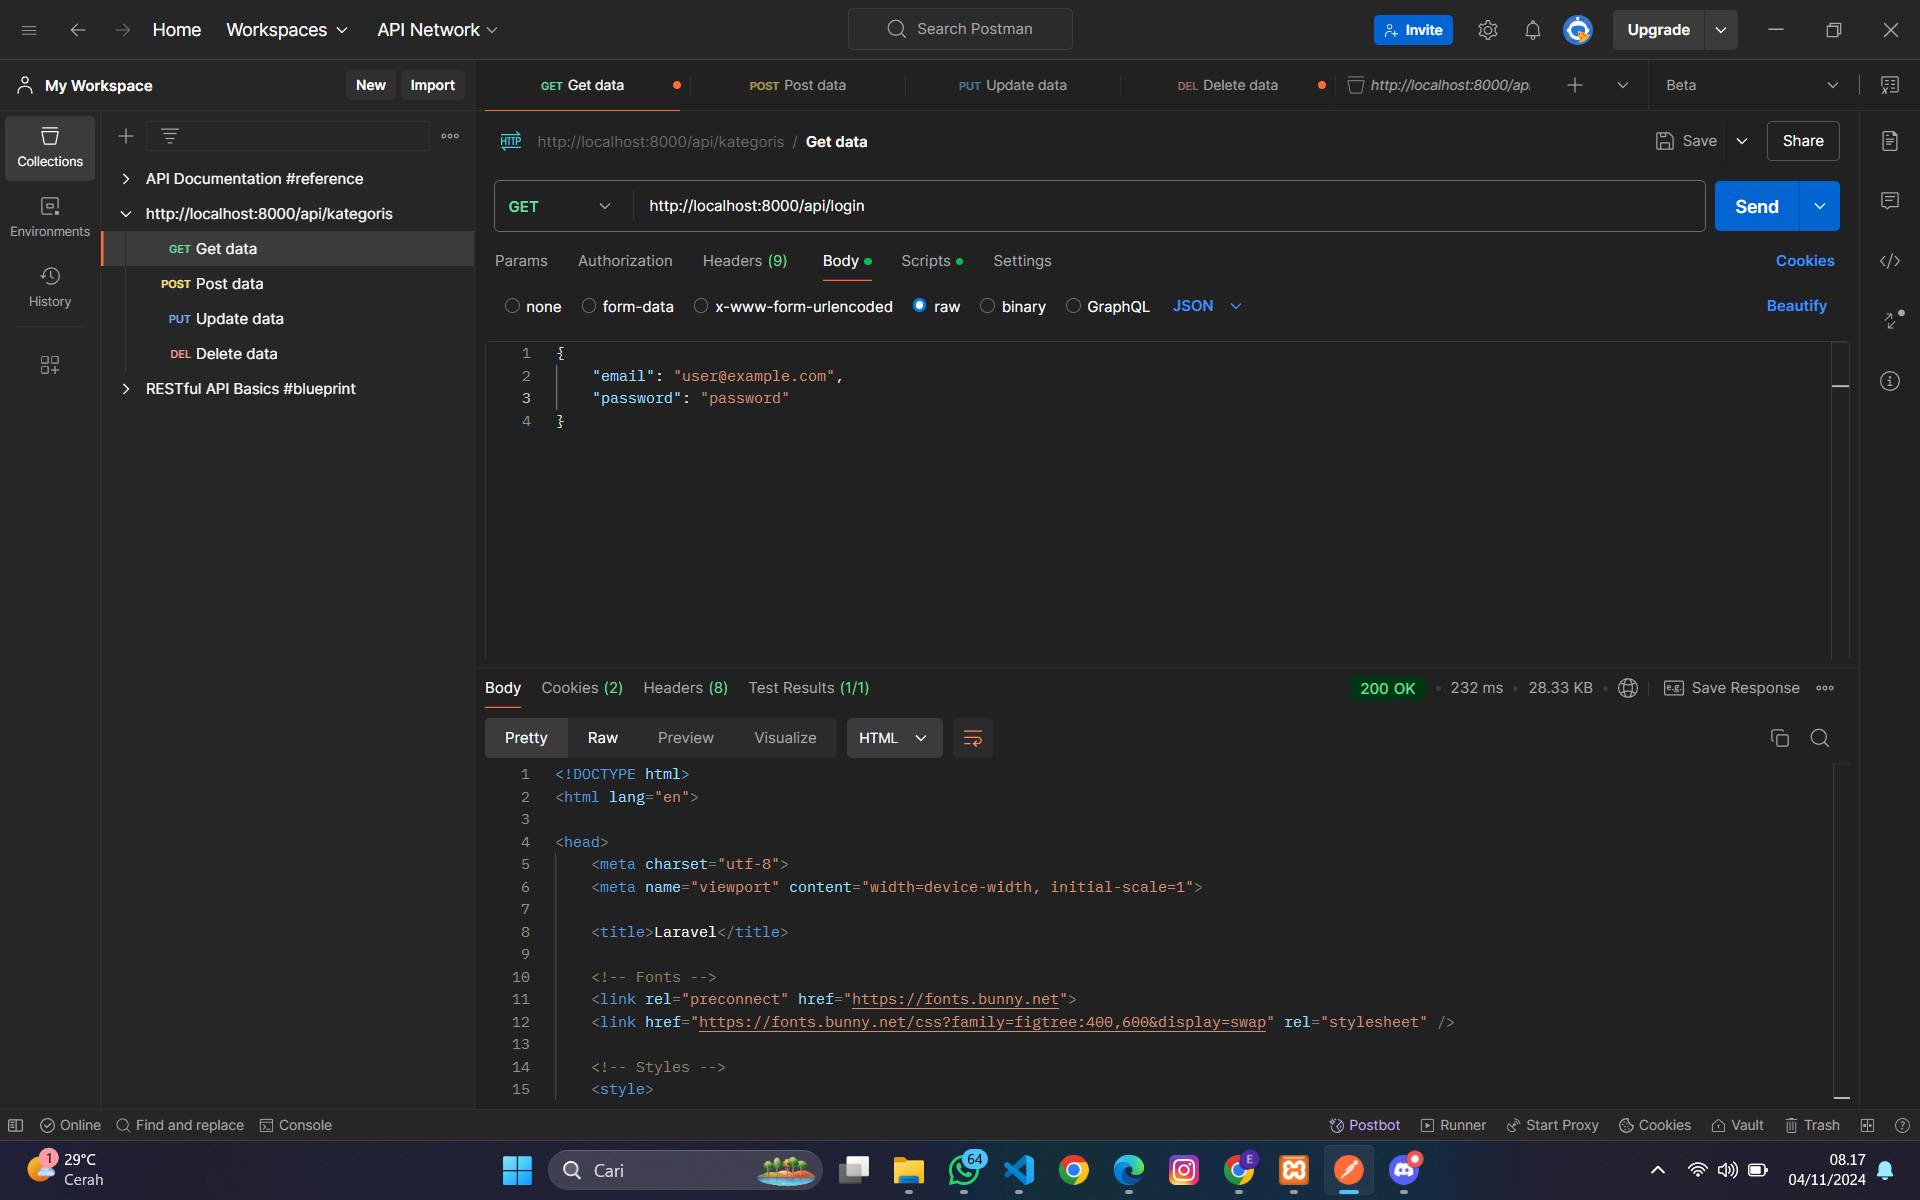 Home
Workspaces
API Network
Search Postman
Invite
Upgrade
My Workspace
New
Import
GET Get data
POST Post data
PUT Update data
DEL Delete data
http://localhost:8000/ap
Beta
Collections
Environments
History
API Documentation #reference
http://localhost:8000/api/kategoris
GET Get data
POST Post data
PUT Update data
DEL Delete data
RESTful API Basics #blueprint
HTTP
http://localhost:8000/api/kategoris / Get data
Save
Share
GET
http://localhost:8000/api/login
Send
Params
Authorization
Headers (9)
Body
Scripts
Settings
Cookies
none
form-data
x-www-form-urlencoded
raw
binary
GraphQL
JSON
Beautify
1 {
2 "email": "user@example.com",
3 "password": "password"
4 }
Body
Cookies (2)
Headers (8)
Test Results (1/1)
200 OK
232 ms
28.33 KB
e.g.
Save Response
Pretty
Raw
Preview
Visualize
HTML
1 <!DOCTYPE html>
2 <html lang="en">
3
4 <head>
5 <meta charset="utf-8">
6 <meta name="viewport" content="width=device-width, initial-scale=1">
7
8 <title>Laravel</title>
9
10 <!-- Fonts -->
11 <link rel="preconnect" href="https://fonts.bunny.net">
12 <link href="https://fonts.bunny.net/css?family=figtree:400,600&display=swap" rel="stylesheet" />
13
14 <!-- Styles -->
15 <style>
Online
Find and replace
Console
Postbot
Runner
Start Proxy
Cookies
Vault
Trash
1
29°C
Cerah
Cari
64
E
08.17
04/11/2024